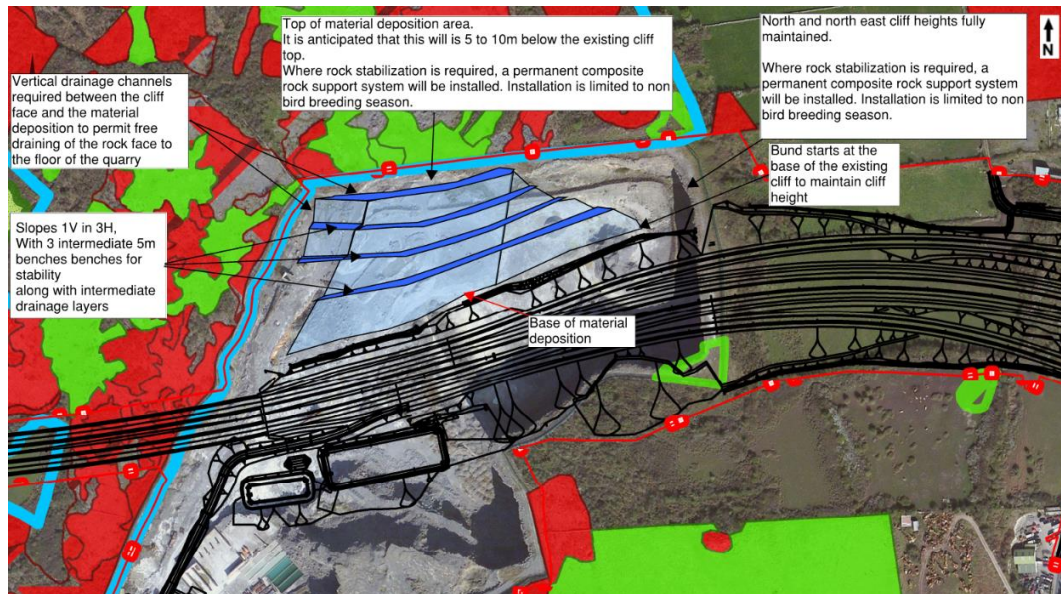 Top of material deposition area.
It is anticipated that this will is 5 to 10m below the existing cliff
top.
Where rock stabilization is required, a permanent composite
rock support system will be installed. Installation is limited to non
bird breeding season.
North and north east cliff heights fully
maintained.
Where rock stabilization is required, a
permanent composite rock support system
will be installed. Installation is limited to non
bird breeding season.
N
Vertical drainage channels
required between the cliff
face and the material
deposition to permit free
draining of the rock face to
the floor of the quarry
Bund starts at the
base of the existing
cliff to maintain cliff
height
Slopes 1V in 3H,
With 3 intermediate 5m
benches benches for
stability
along with intermediate
drainage layers
Base of material
deposition